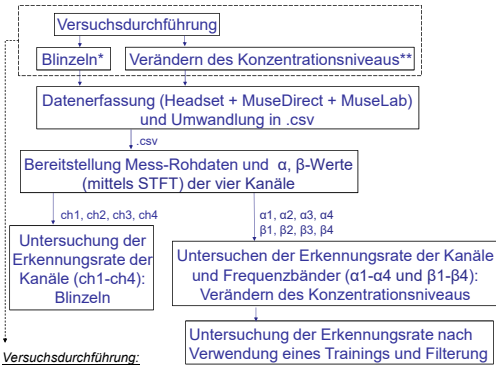 Versuchsdurchführung
Blinzeln*
Verändern des Konzentrationsniveaus**
Datenerfassung (Headset + MuseDirect + MuseLab)
und Umwandlung in .csv
.csv
Bereitstellung Mess-Rohdaten und α, β-Werte
(mittels STFT) der vier Kanäle
ch1, ch2, ch3, ch4
α1, α2, α3, α4
β1, β2, β3, β4
Untersuchung der
Erkennungsrate der
Kanäle (ch1-ch4):
Blinzeln
Untersuchen der Erkennungsrate der Kanäle
und Frequenzbänder (α1-α4 und β1-β4):
Verändern des Konzentrationsniveaus
Untersuchung der Erkennungsrate nach
Verwendung eines Trainings und Filterung
Versuchsdurchführung: